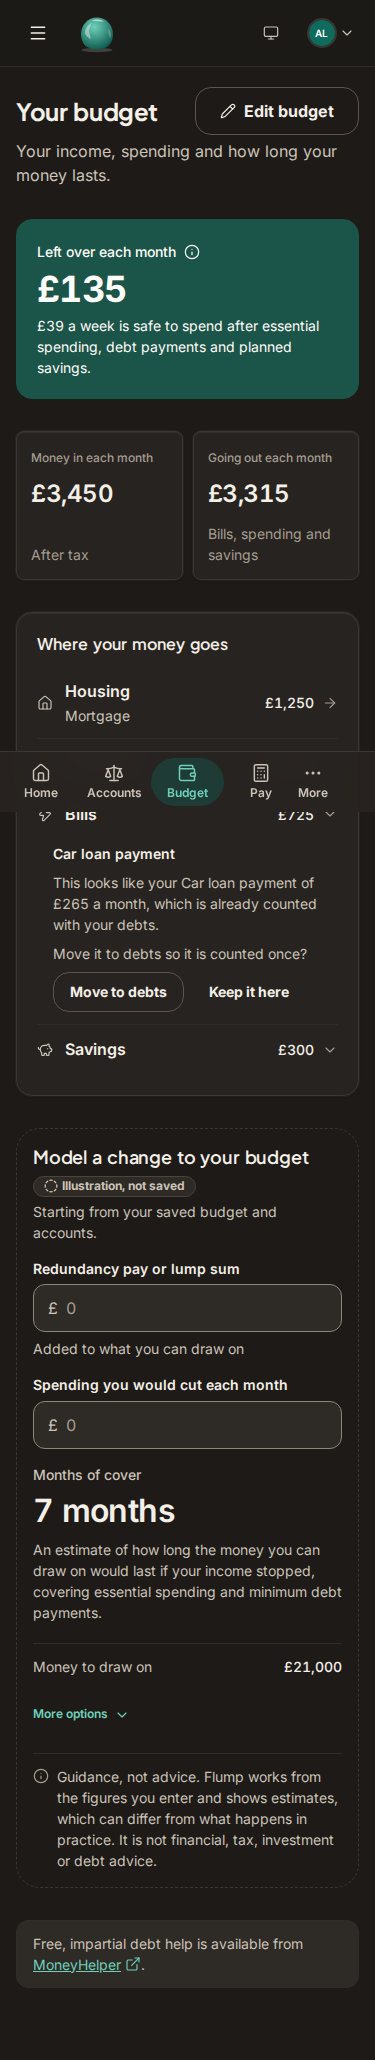 AL
Your budget
Edit budget
Your income, spending and how long your
money lasts.
Left over each month
£135
£39 a week is safe to spend after essential
spending, debt payments and planned
savings.
Money in each month
£3,450
After tax
Going out each month
£3,315
Bills, spending and
savings
Where your money goes
Housing
Mortgage
£1,250
Home
Accounts
Budget
Pay
More
Bills
£725
Car loan payment
This looks like your Car loan payment of
£265 a month, which is already counted
with your debts.
Move it to debts so it is counted once?
Move to debts
Keep it here
Savings
£300
Model a change to your budget
Illustration, not saved
Starting from your saved budget and
accounts.
Redundancy pay or lump sum
£ 0
Added to what you can draw on
Spending you would cut each month
£ 0
Months of cover
7 months
An estimate of how long the money you can
draw on would last if your income stopped,
covering essential spending and minimum debt
payments.
Money to draw on
£21,000
More options
Guidance, not advice. Flump works from
the figures you enter and shows estimates,
which can differ from what happens in
practice. It is not financial, tax, investment
or debt advice.
Free, impartial debt help is available from
MoneyHelper.